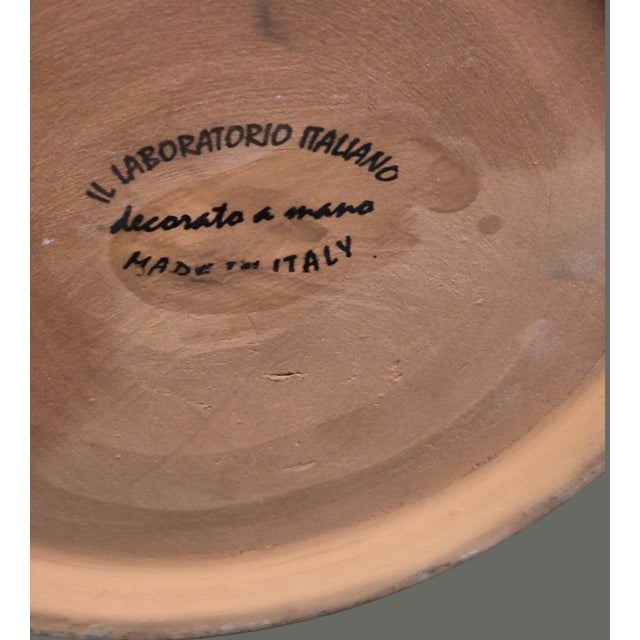 IL LABORATORIO ITALIANO
decorato a mano
MADE IN ITALY